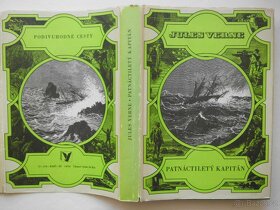 PODIVUHODNÉ CESTY
JULES VERNE • PATNÁCTILETÝ KAPITÁN
JULES VERNE
PATNÁCTILETÝ KAPITÁN